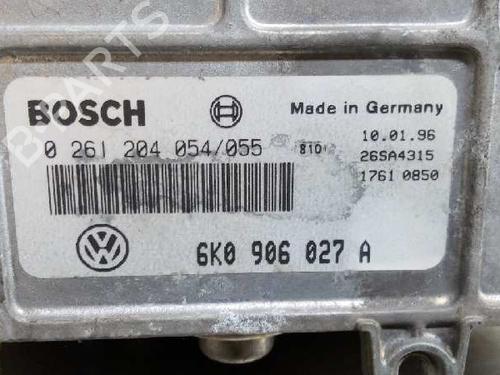 BOSCH
Made in Germany
0 261 204 054/055
10.01.96
26SA4315
1761 0850
VW
6K0 906 027 A
B-PARTS